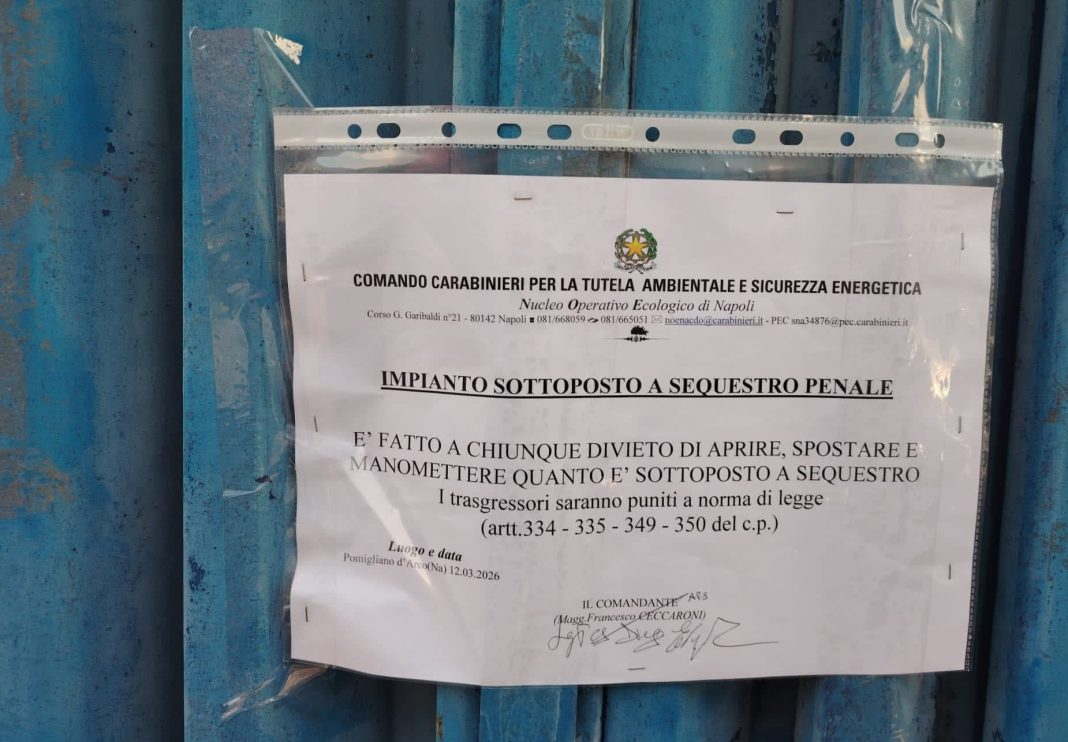 COMANDO CARABINIERI PER LA TUTELA AMBIENTALE E SICUREZZA ENERGETICA
Nucleo Operativo Ecologico di Napoli
Corso G. Garibaldi n°21 - 80142 Napoli 081/668059 081/665051 noenacdo@carabinieri.it - PEC sna34876@pec.carabinieri.it
IMPIANTO SOTTOPOSTO A SEQUESTRO PENALE
E' FATTO A CHIUNQUE DIVIETO DI APRIRE, SPOSTARE E
MANOMETTERE QUANTO E' SOTTOPOSTO A SEQUESTRO
I trasgressori saranno puniti a norma di legge
(artt.334 - 335 - 349 - 350 del c.p.)
Luogo e data
Pomigliano d'Arco(Na) 12.03.2026
IL COMANDANTE
(Magg.Francesco CECCARONI)